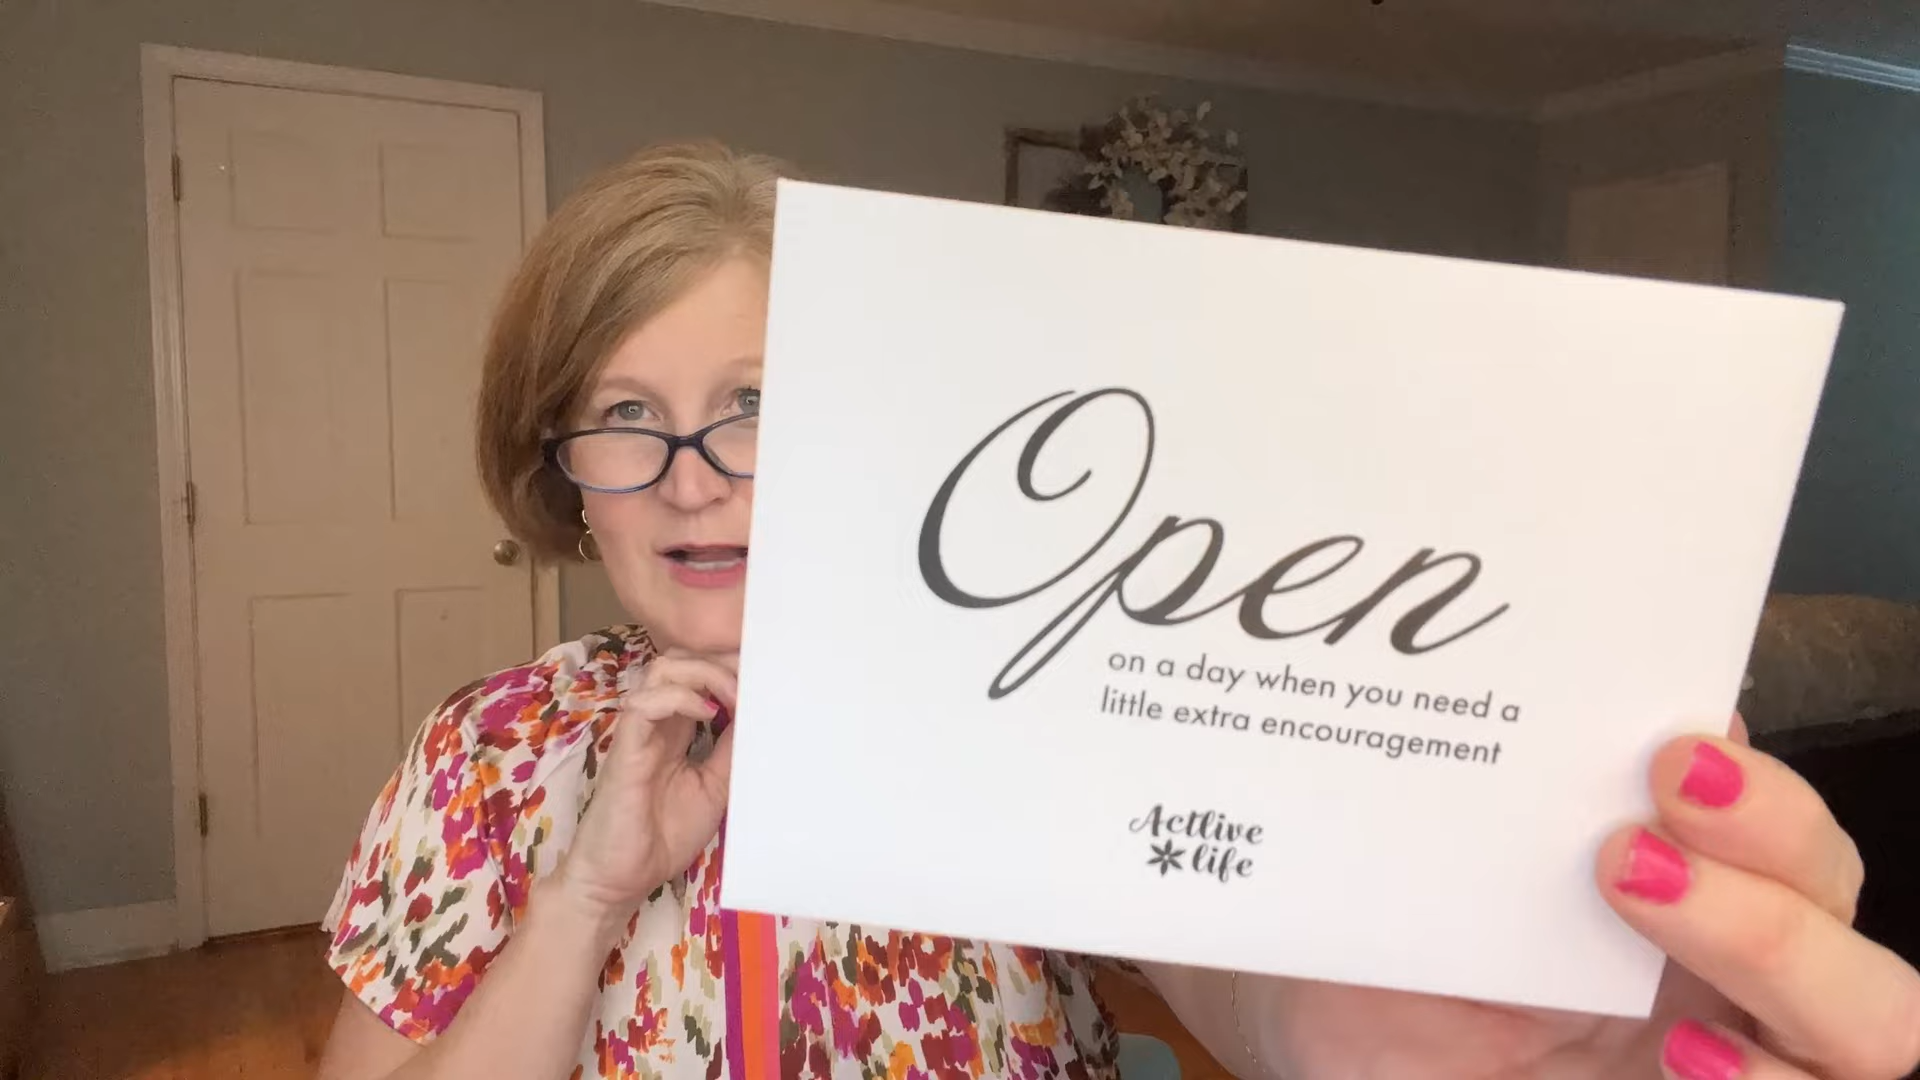 Open
on a day when you need a
little extra encouragement
Actlive
life